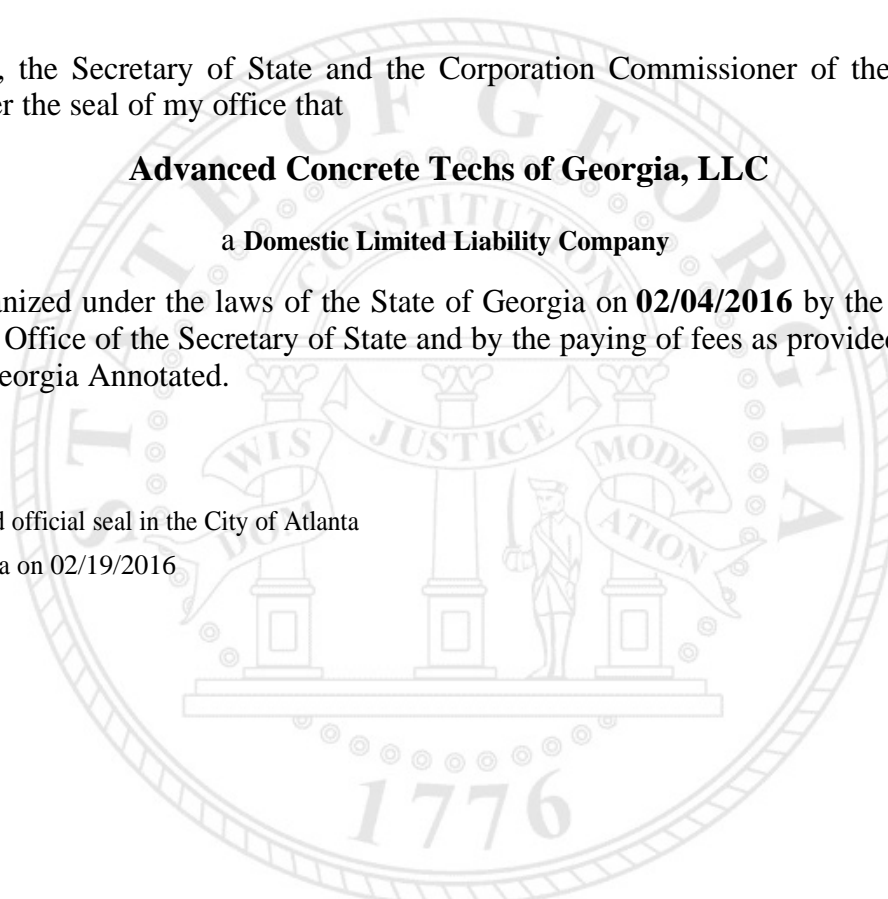 , the Secretary of State and the Corporation Commissioner of the
er the seal of my office that
Advanced Concrete Techs of Georgia, LLC
a Domestic Limited Liability Company
anized under the laws of the State of Georgia on 02/04/2016 by the
Office of the Secretary of State and by the paying of fees as provided
eorgia Annotated.
d official seal in the City of Atlanta
a on 02/19/2016
STATE OF GEORGIA
CONSTITUTION
WISDOM
JUSTICE
MODERATION
1776